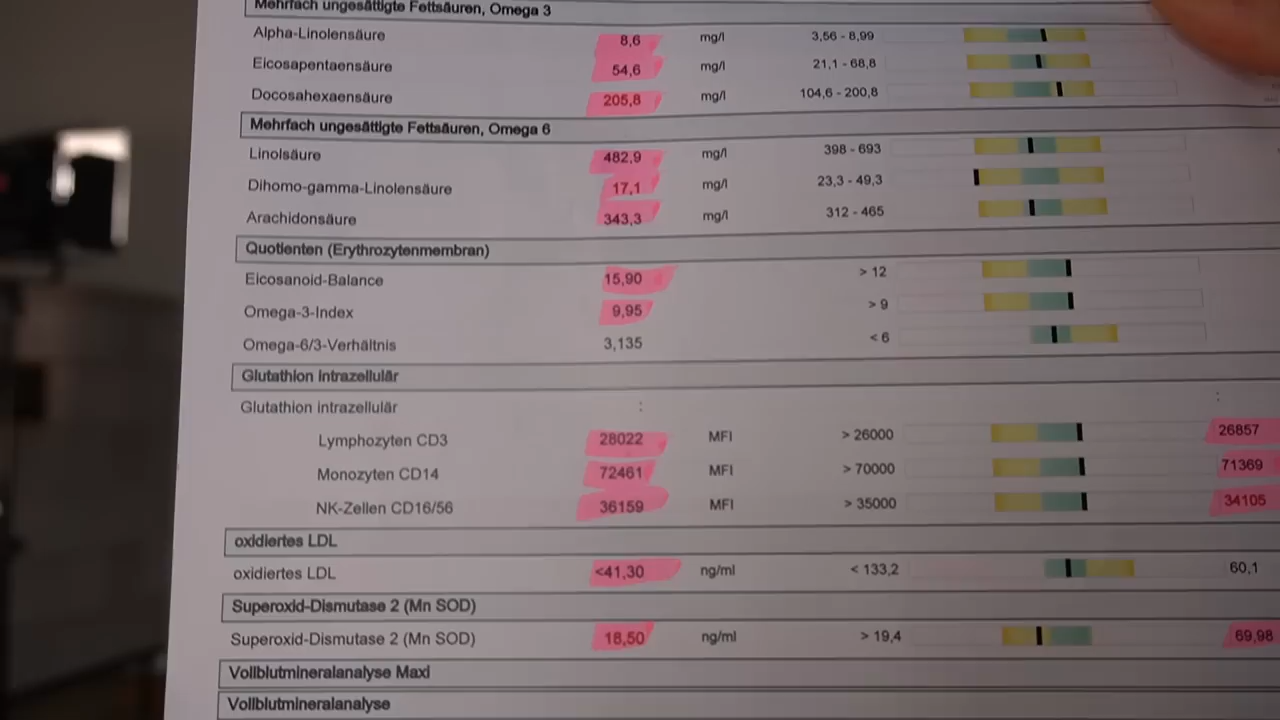 Mehrfach ungesättigte Fettsäuren, Omega 3
Alpha-Linolensäure 8,6 mg/l 3,56 - 8,99
Eicosapentaensäure 54,6 mg/l 21,1 - 68,8
Docosahexaensäure 205,8 mg/l 104,6 - 200,8
Mehrfach ungesättigte Fettsäuren, Omega 6
Linolsäure 482,9 mg/l 398 - 693
Dihomo-gamma-Linolensäure 17,1 mg/l 23,3 - 49,3
Arachidonsäure 343,3 mg/l 312 - 465
Quotienten (Erythrozytenmembran)
Eicosanoid-Balance 15,90 > 12
Omega-3-Index 9,95 > 9
Omega-6/3-Verhältnis 3,135 < 6
Glutathion intrazellulär
Glutathion intrazellulär : :
Lymphozyten CD3 28022 MFI > 26000 26857
Monozyten CD14 72461 MFI > 70000 71369
NK-Zellen CD16/56 36159 MFI > 35000 34105
oxidiertes LDL
oxidiertes LDL <41,30 ng/ml < 133,2 60,1
Superoxid-Dismutase 2 (Mn SOD)
Superoxid-Dismutase 2 (Mn SOD) 18,50 ng/ml > 19,4 69,98
Vollblutmineralanalyse Maxi
Vollblutmineralanalyse